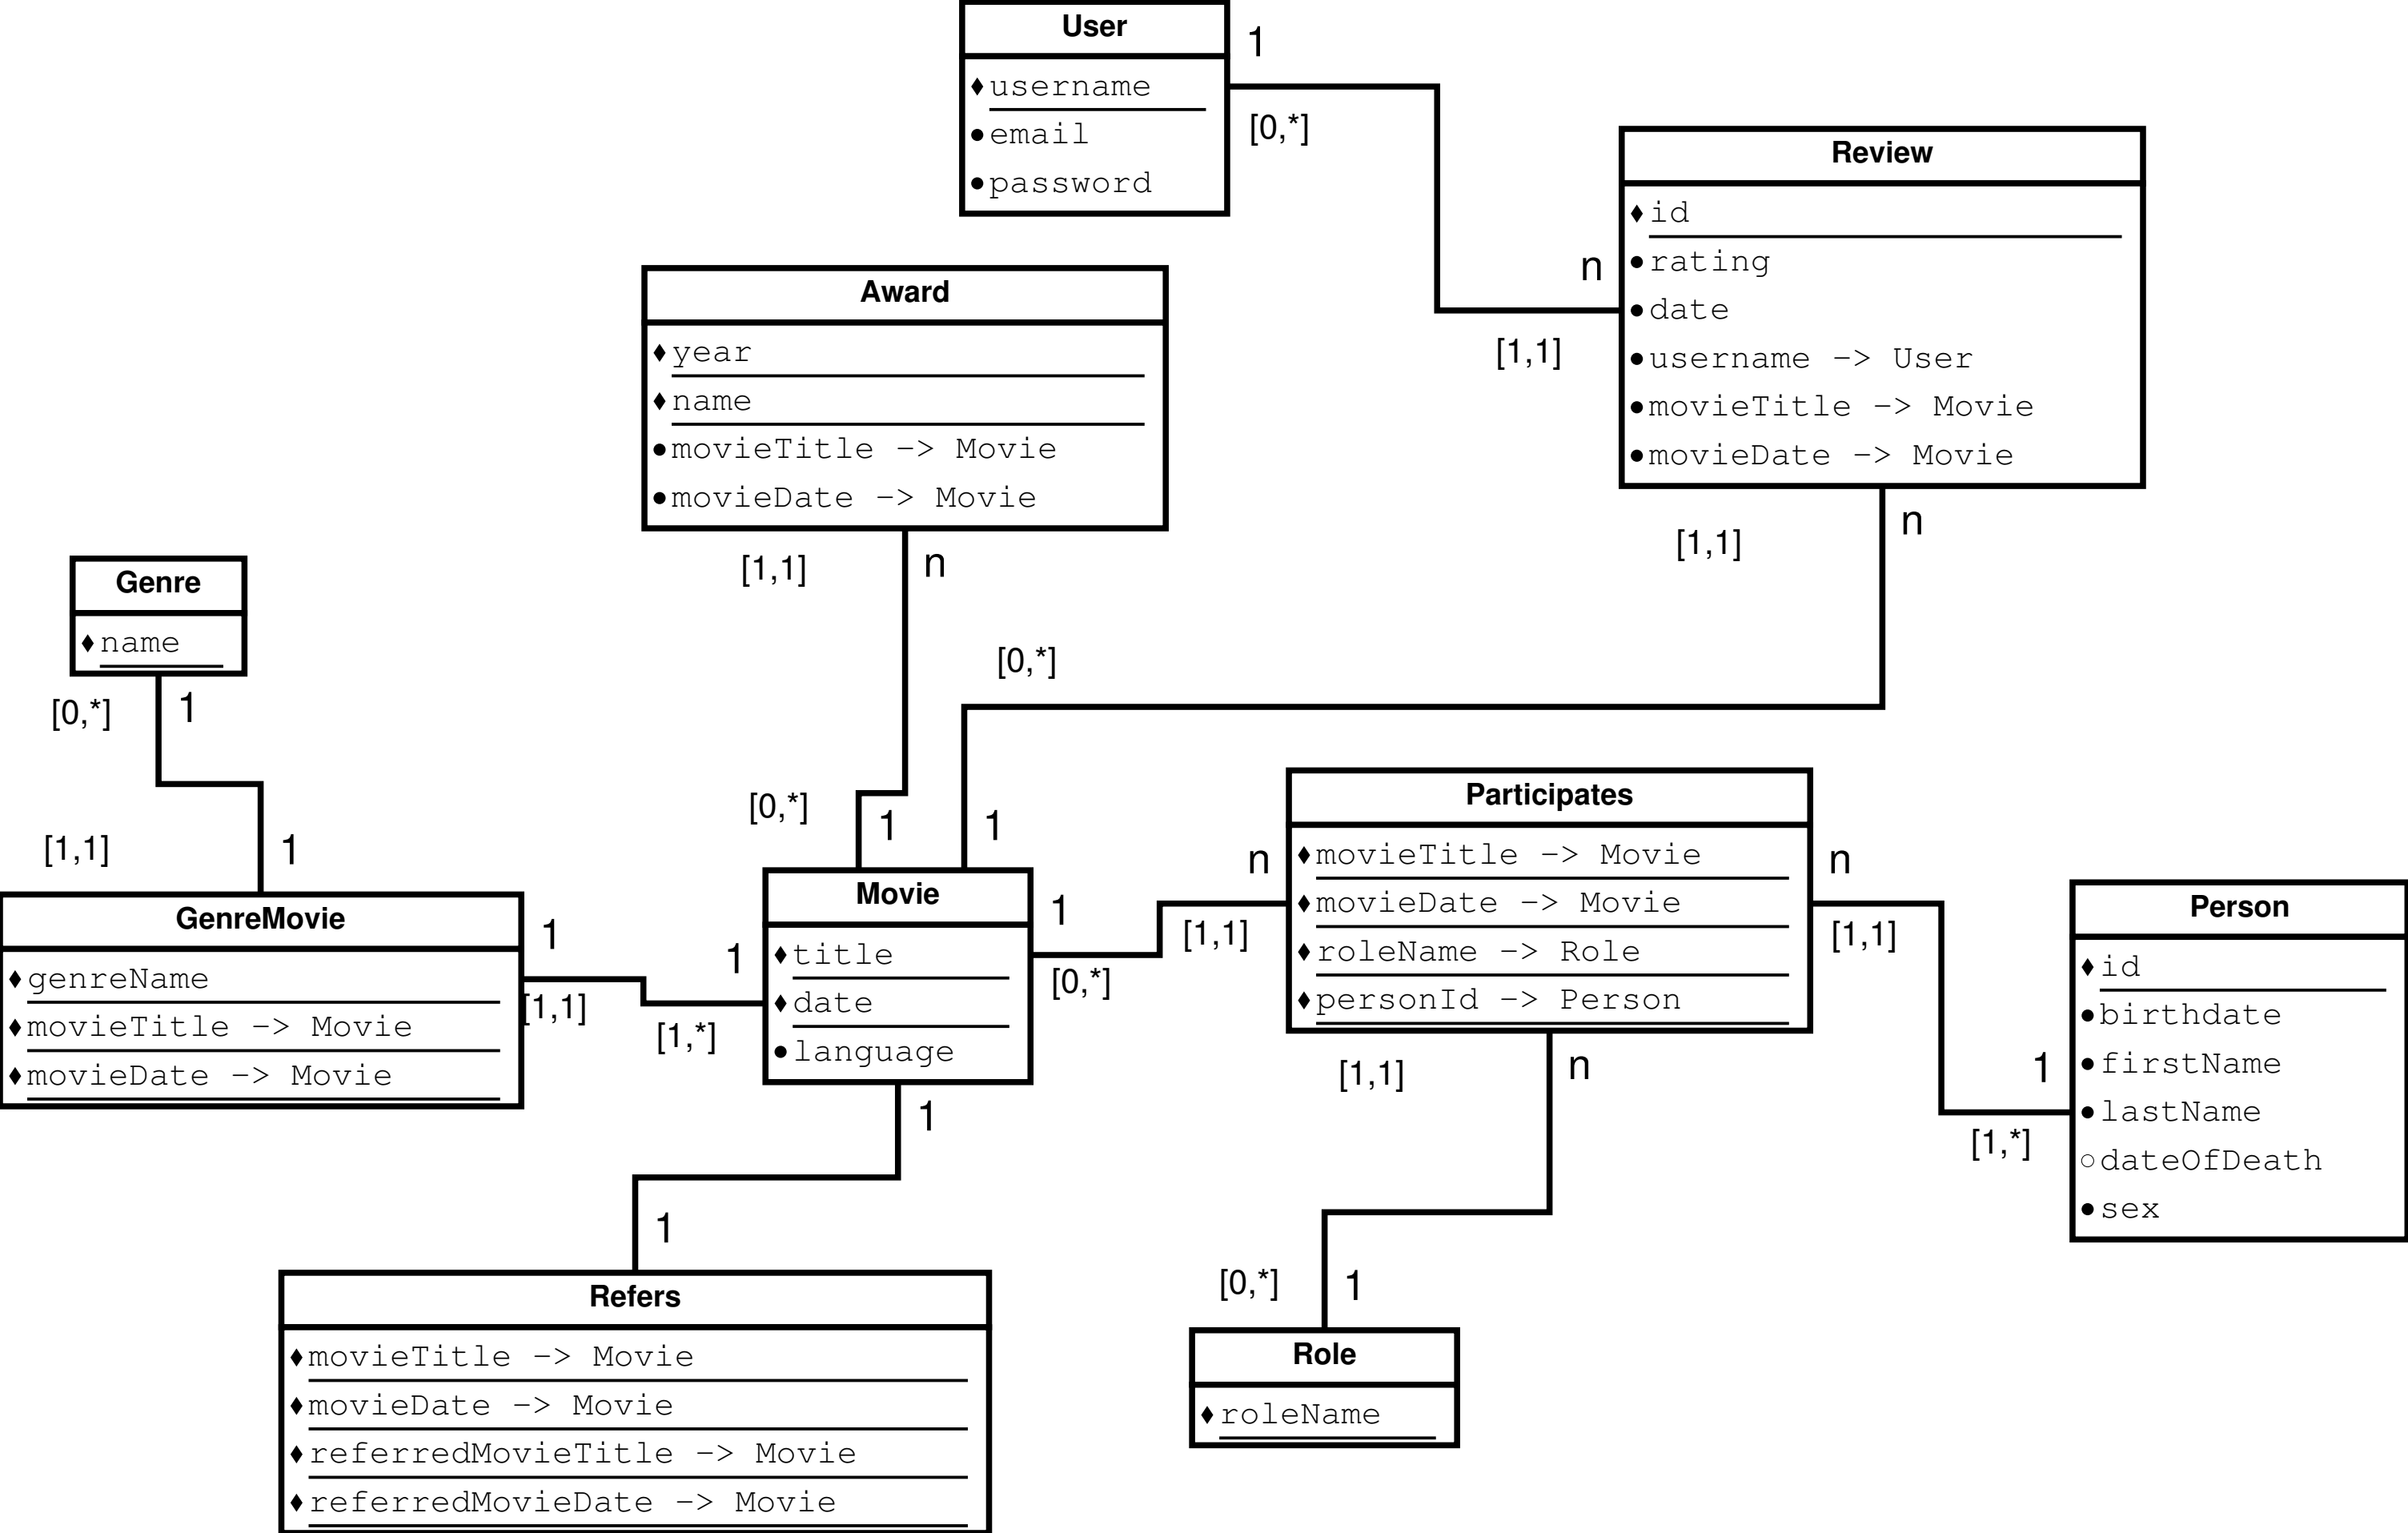 User
♦username
●email
●password
1
[0,*]
Review
♦id
●rating
●date
●username -> User
●movieTitle -> Movie
●movieDate -> Movie
n
[1,1]
n
[1,1]
Award
♦year
♦name
●movieTitle -> Movie
●movieDate -> Movie
[1,1]
n
Genre
♦name
[0,*]
1
[0,*]
[1,1]
1
[0,*]
1
1
GenreMovie
♦genreName
♦movieTitle -> Movie
♦movieDate -> Movie
1
[1,1]
1
[1,*]
Movie
♦title
♦date
●language
1
[0,*]
n
[1,1]
Participates
♦movieTitle -> Movie
♦movieDate -> Movie
♦roleName -> Role
♦personId -> Person
n
[1,1]
Person
♦id
●birthdate
●firstName
●lastName
○dateOfDeath
●sex
1
[1,*]
[1,1]
n
1
1
Refers
♦movieTitle -> Movie
♦movieDate -> Movie
♦referredMovieTitle -> Movie
♦referredMovieDate -> Movie
[0,*]
1
Role
♦roleName